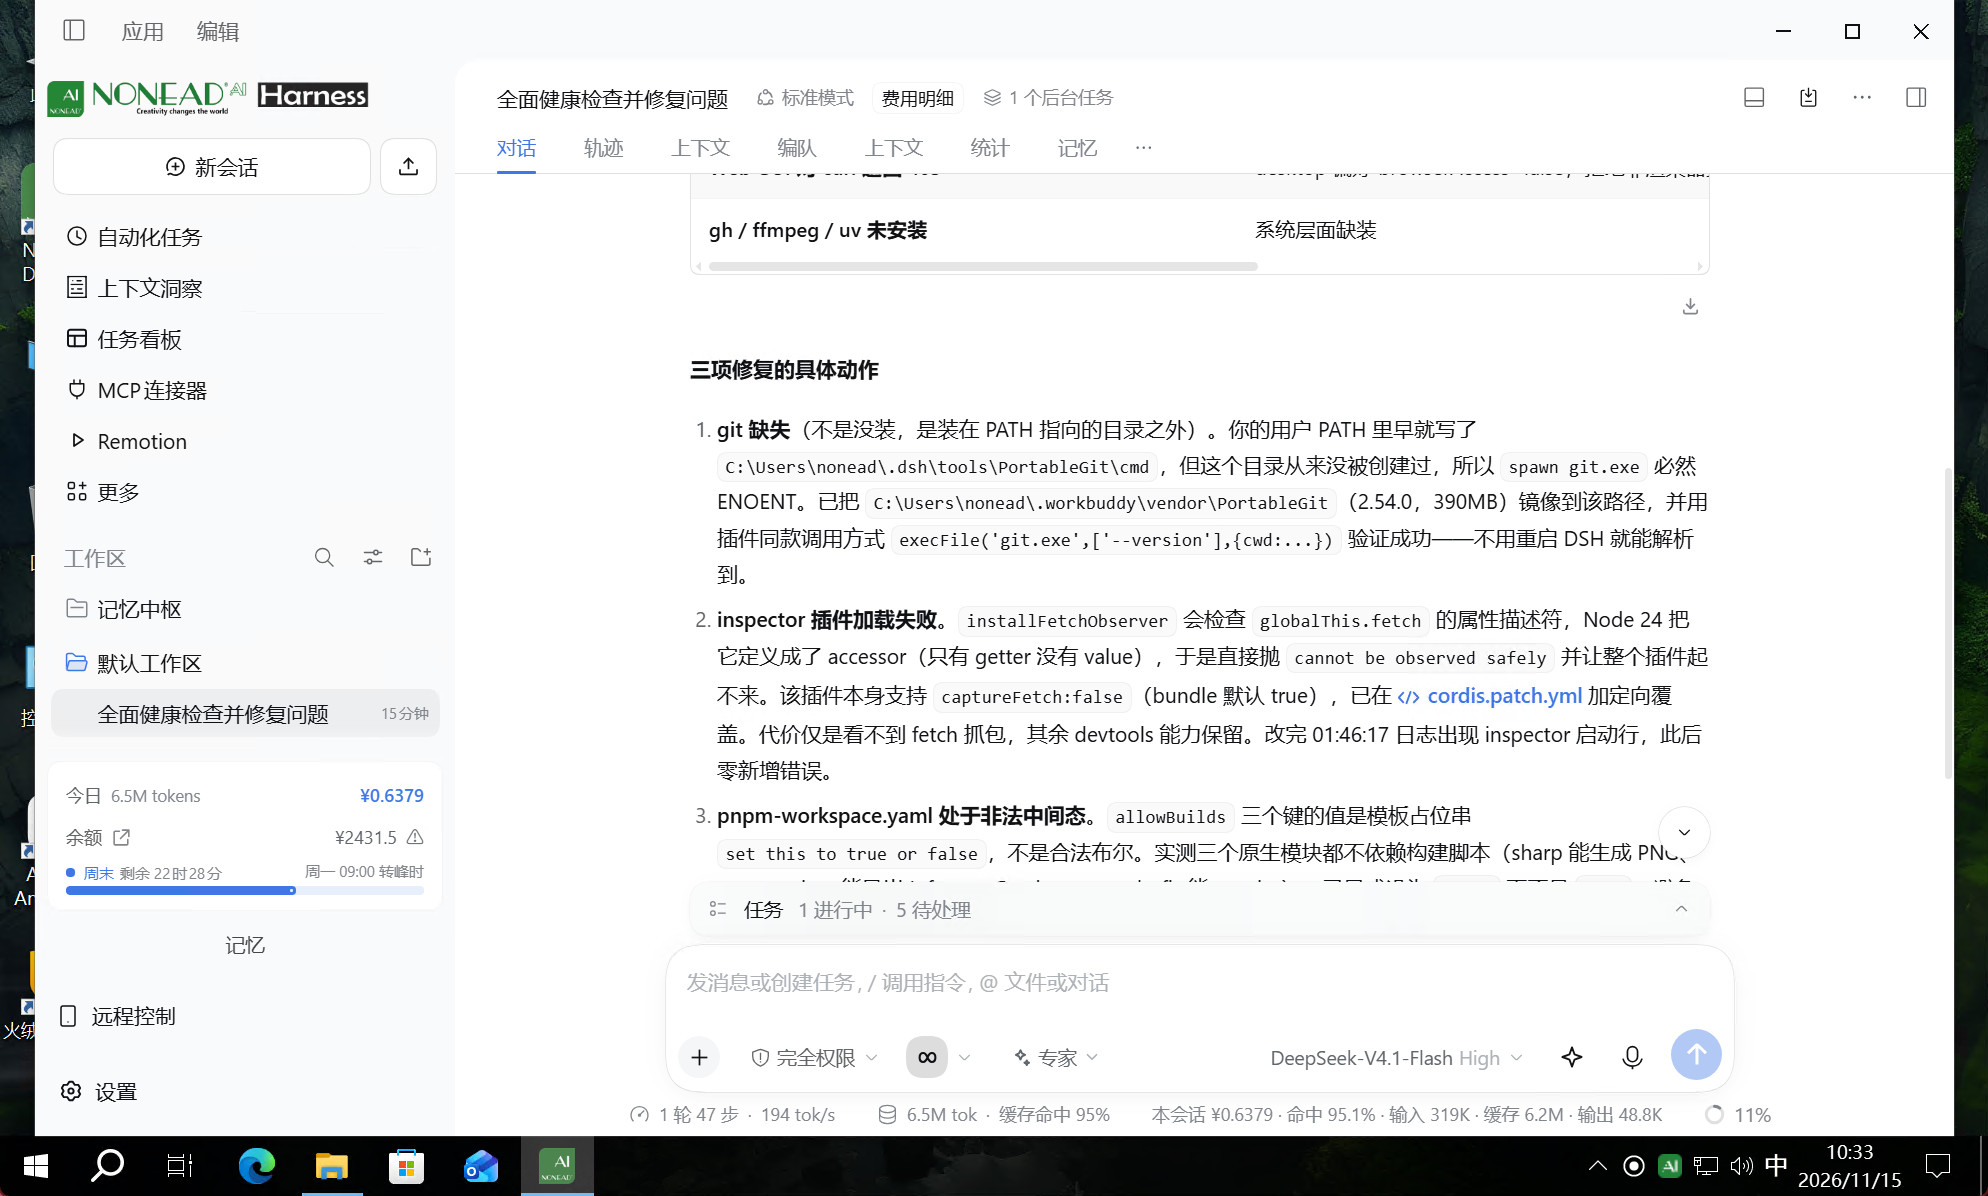 应用 编辑
AI NONEAD NONEAD AI Harness
Creativity changes the world
新会话
自动化任务
上下文洞察
任务看板
MCP连接器
Remotion
更多
工作区
记忆中枢
默认工作区
全面健康检查并修复问题 15分钟
今日 6.5M tokens ¥0.6379
余额 ¥2431.5
周末 剩余 22时28分 周一 09:00 转峰时
记忆
远程控制
设置
全面健康检查并修复问题 标准模式 费用明细 1 个后台任务
对话 轨迹 上下文 编队 上下文 统计 记忆 ···
gh / ffmpeg / uv 未安装 系统层面缺装
三项修复的具体动作
1. git 缺失（不是没装，是装在 PATH 指向的目录之外）。你的用户 PATH 里早就写了
C:\Users\nonead\.dsh\tools\PortableGit\cmd ，但这个目录从来没被创建过，所以 spawn git.exe 必然
ENOENT。已把 C:\Users\nonead\.workbuddy\vendor\PortableGit （2.54.0，390MB）镜像到该路径，并用
插件同款调用方式 execFile('git.exe',['--version'],{cwd:...}) 验证成功——不用重启 DSH 就能解析
到。
2. inspector 插件加载失败。 installFetchObserver 会检查 globalThis.fetch 的属性描述符，Node 24 把
它定义成了 accessor（只有 getter 没有 value），于是直接抛 cannot be observed safely 并让整个插件起
不来。该插件本身支持 captureFetch:false （bundle 默认 true），已在 </> cordis.patch.yml 加定向覆
盖。代价仅是看不到 fetch 抓包，其余 devtools 能力保留。改完 01:46:17 日志出现 inspector 启动行，此后
零新增错误。
3. pnpm-workspace.yaml 处于非法中间态。 allowBuilds 三个键的值是模板占位串
set this to true or false ，不是合法布尔。实测三个原生模块都不依赖构建脚本（sharp 能生成 PNG、
任务 1 进行中 · 5 待处理
发消息或创建任务, / 调用指令, @ 文件或对话
完全权限 ∞ 专家 DeepSeek-V4.1-Flash High
1 轮 47 步 · 194 tok/s 6.5M tok · 缓存命中 95% 本会话 ¥0.6379 · 命中 95.1% · 输入 319K · 缓存 6.2M · 输出 48.8K 11%
AI NONEAD
AI
中
10:33
2026/11/15